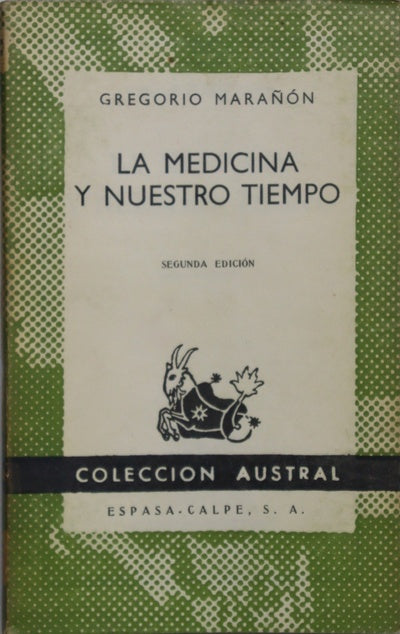 GREGORIO MARAÑÓN
LA MEDICINA
Y NUESTRO TIEMPO
SEGUNDA EDICIÓN
COLECCION AUSTRAL
ESPASA-CALPE, S. A.